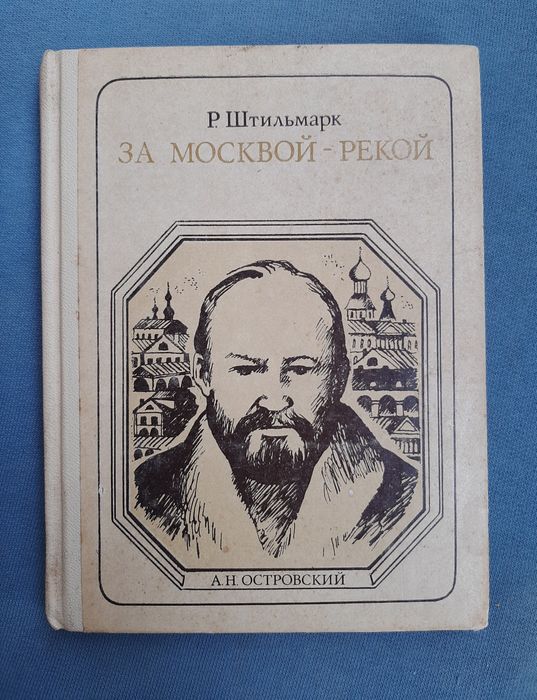 Р. Штильмарк
ЗА МОСКВОЙ-РЕКОЙ
А.Н. ОСТРОВСКИЙ